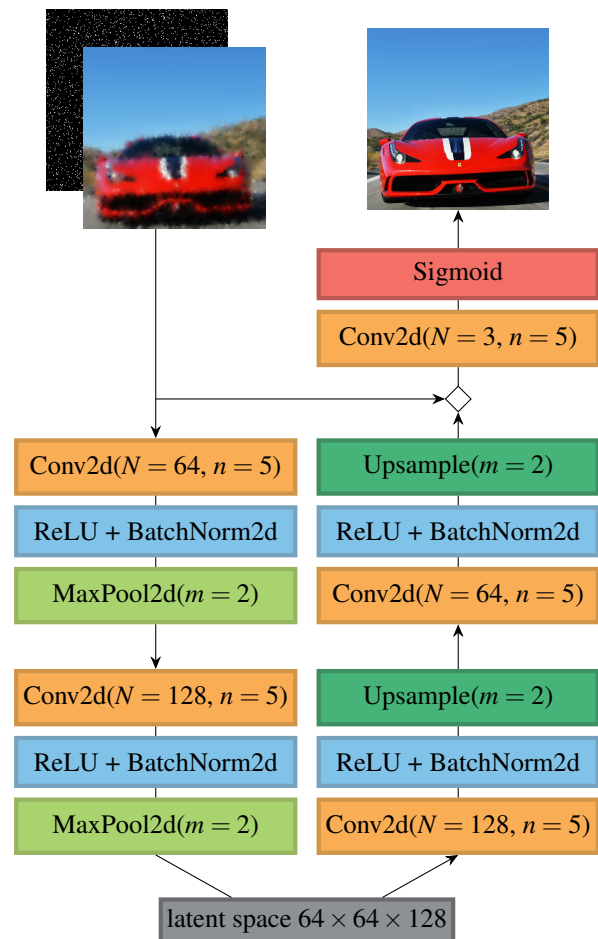 Sigmoid
Conv2d(N = 3, n = 5)
Conv2d(N = 64, n = 5)
ReLU + BatchNorm2d
MaxPool2d(m = 2)
Conv2d(N = 128, n = 5)
ReLU + BatchNorm2d
MaxPool2d(m = 2)
Upsample(m = 2)
ReLU + BatchNorm2d
Conv2d(N = 64, n = 5)
Upsample(m = 2)
ReLU + BatchNorm2d
Conv2d(N = 128, n = 5)
latent space 64 × 64 × 128